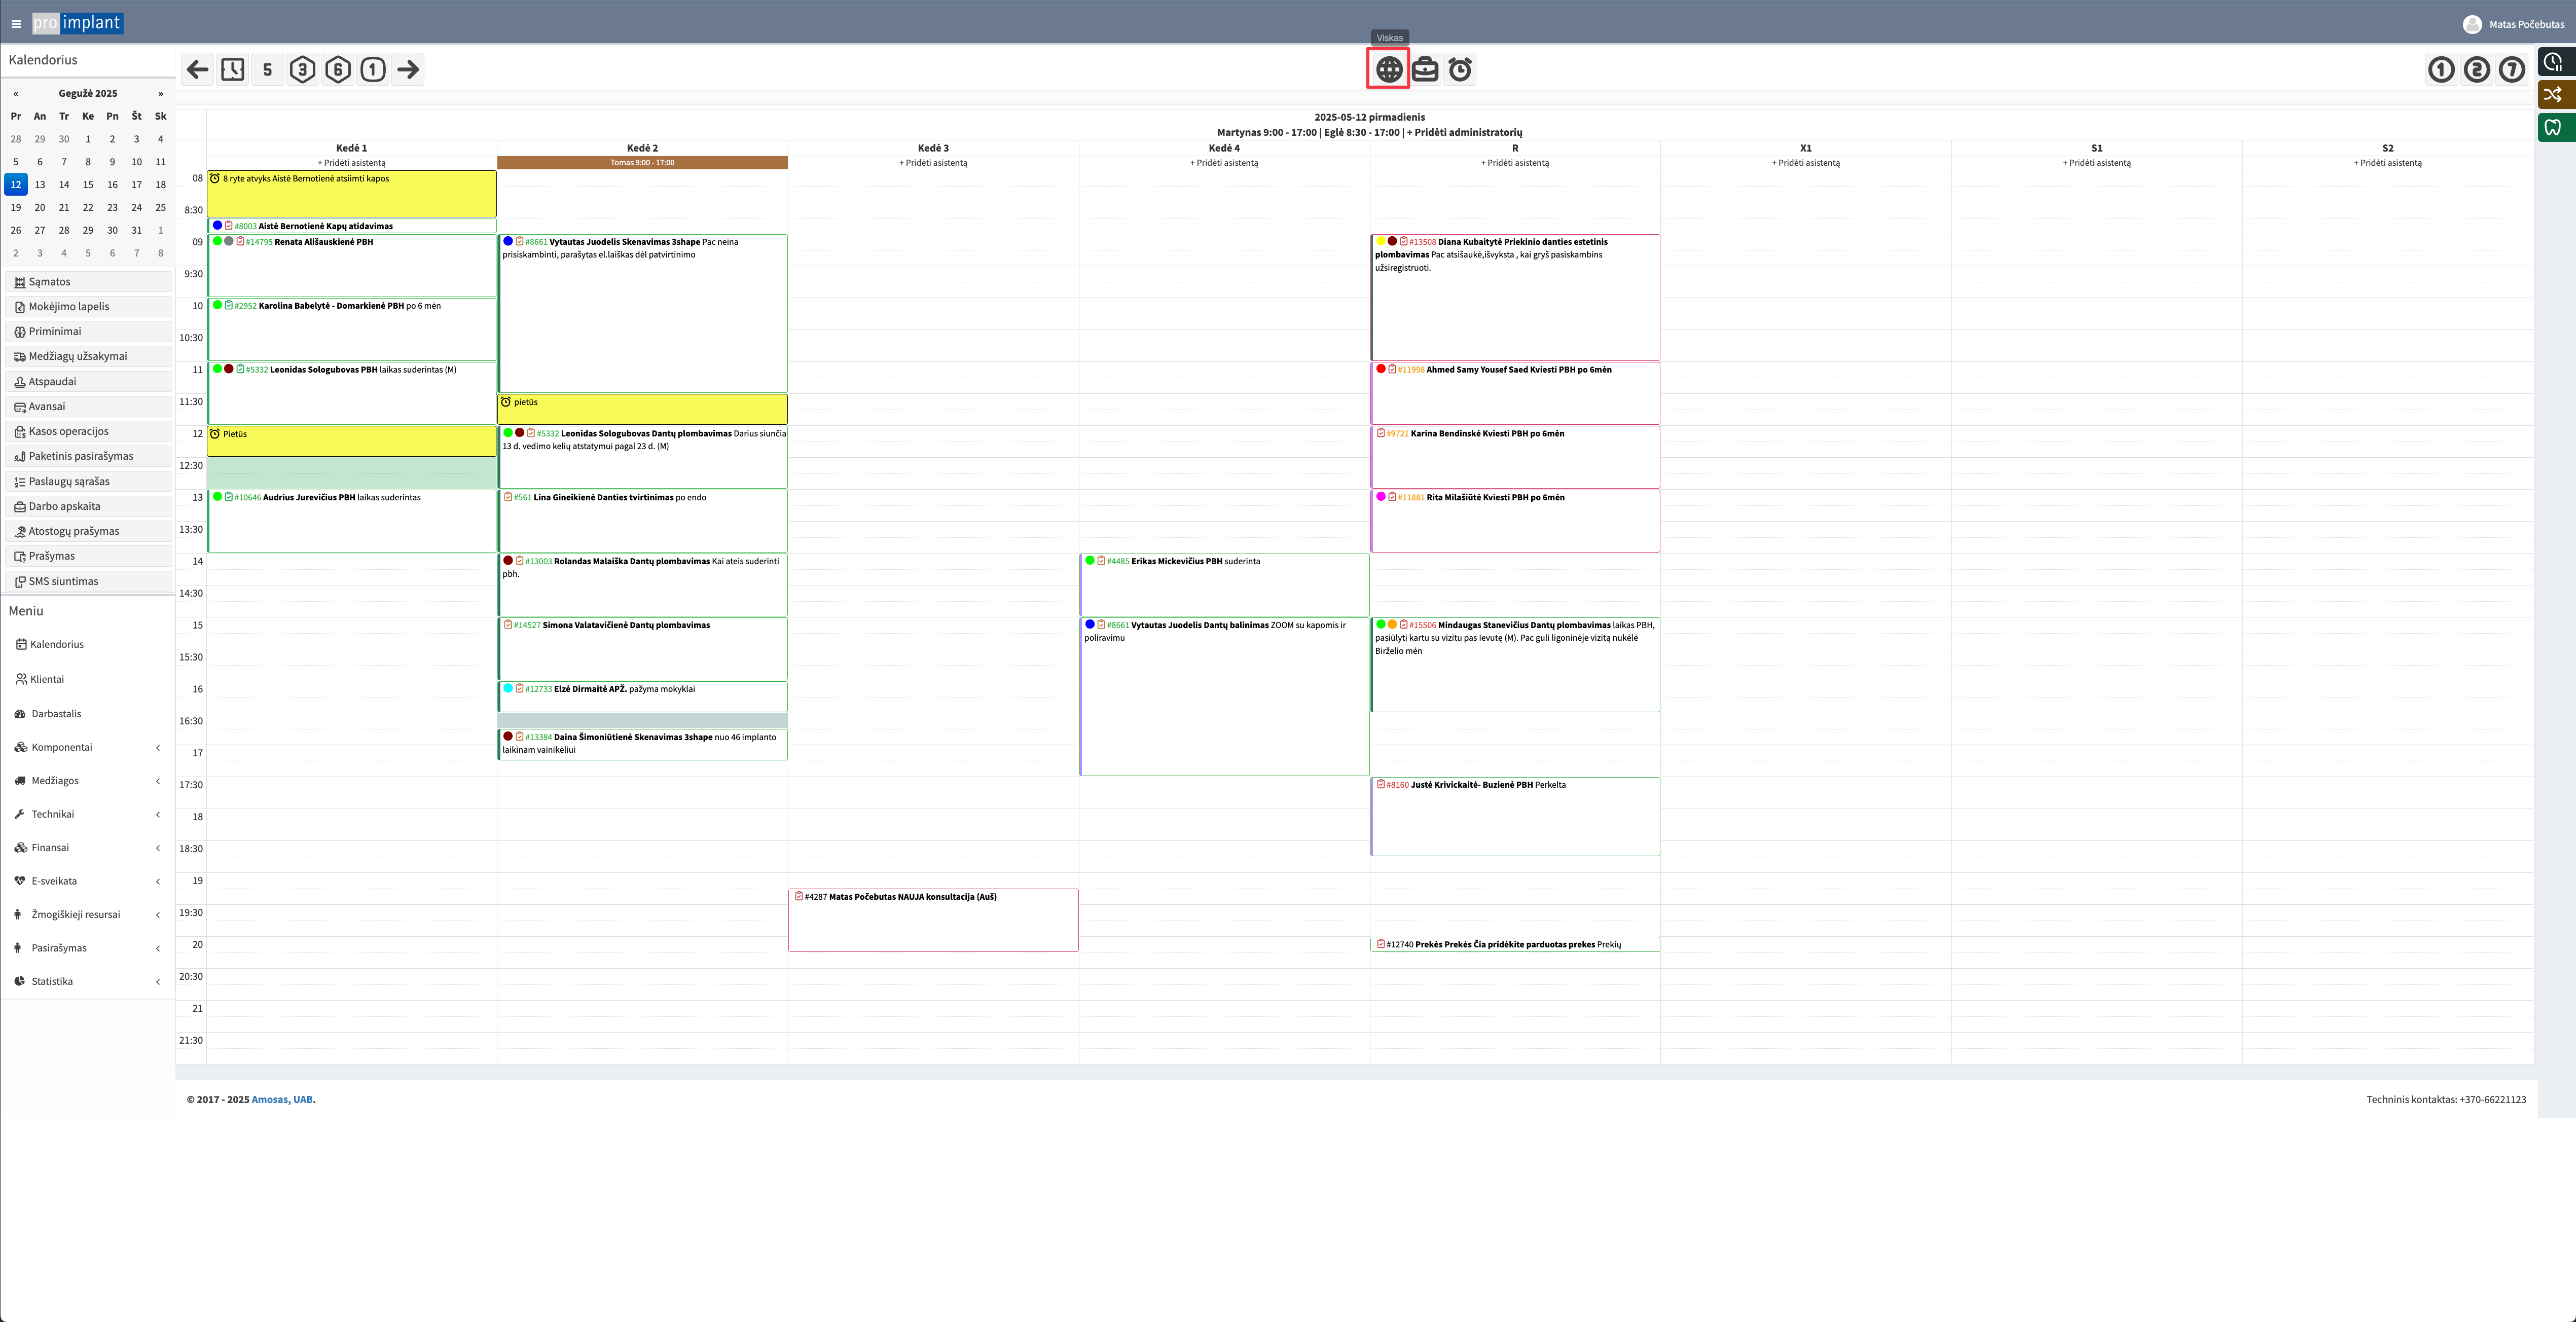 pro implant
Matas Počebutas
Viskas
Kalendorius
5 3 6 1
1 2 7
« Gegužė 2025 »
Pr An Tr Ke Pn Št Sk
28 29 30 1 2 3 4
5 6 7 8 9 10 11
12 13 14 15 16 17 18
19 20 21 22 23 24 25
26 27 28 29 30 31 1
2 3 4 5 6 7 8
Sąmatos
Mokėjimo lapelis
Priminimai
Medžiagų užsakymai
Atspaudai
Avansai
Kasos operacijos
Paketinis pasirašymas
Paslaugų sąrašas
Darbo apskaita
Atostogų prašymas
Prašymas
SMS siuntimas
Meniu
Kalendorius
Klientai
Darbastalis
Komponentai
Medžiagos
Technikai
Finansai
E-sveikata
Žmogiškieji resursai
Pasirašymas
Statistika
2025-05-12 pirmadienis
Martynas 9:00 - 17:00 | Eglė 8:30 - 17:00 | + Pridėti administratorių
Kedė 1 Kedė 2 Kedė 3 Kedė 4 R X1 S1 S2
+ Pridėti asistentą Tomas 9:00 - 17:00 + Pridėti asistentą + Pridėti asistentą + Pridėti asistentą + Pridėti asistentą + Pridėti asistentą + Pridėti asistentą
08
8:30
09
9:30
10
10:30
11
11:30
12
12:30
13
13:30
14
14:30
15
15:30
16
16:30
17
17:30
18
18:30
19
19:30
20
20:30
21
21:30
8 ryte atvyks Aistė Bernotienė atsiimti kapos
#8003 Aistė Bernotienė Kapų atidavimas
#14795 Renata Ališauskienė PBH
#2952 Karolina Babelytė - Domarkienė PBH po 6 mėn
#5332 Leonidas Sologubovas PBH laikas suderintas (M)
Pietūs
#10646 Audrius Jurevičius PBH laikas suderintas
#8661 Vytautas Juodelis Skenavimas 3shape Pac neina
prisiskambinti, parašytas el.laiškas dėl patvirtinimo
pietūs
#5332 Leonidas Sologubovas Dantų plombavimas Darius siunčia
13 d. vedimo kelių atstatymui pagal 23 d. (M)
#561 Lina Gineikienė Danties tvirtinimas po endo
#13003 Rolandas Malaiška Dantų plombavimas Kai ateis suderinti
pbh.
#14527 Simona Valatavičienė Dantų plombavimas
#12733 Elzė Dirmaitė APŽ. pažyma mokyklai
#13384 Daina Šimoniūtienė Skenavimas 3shape nuo 46 implanto
laikinam vainikėliui
#4287 Matas Počebutas NAUJA konsultacija (Auš)
#4485 Erikas Mickevičius PBH suderinta
#8661 Vytautas Juodelis Dantų balinimas ZOOM su kapomis ir
poliravimu
#13508 Diana Kubaitytė Priekinio danties estetinis
plombavimas Pac atsišaukė,išvyksta , kai gryš pasiskambins
užsiregistruoti.
#11998 Ahmed Samy Yousef Saed Kviesti PBH po 6mėn
#9721 Karina Bendinskė Kviesti PBH po 6mėn
#11881 Rita Milašiūtė Kviesti PBH po 6mėn
#15506 Mindaugas Stanevičius Dantų plombavimas laikas PBH,
pasiūlyti kartu su vizitu pas Ievutę (M). Pac guli ligoninėje vizitą nukėlė
Birželio mėn
#8160 Justė Krivickaitė- Buzienė PBH Perkelta
#12740 Prekės Prekės Čia pridėkite parduotas prekes Prekių
© 2017 - 2025 Amosas, UAB.
Techninis kontaktas: +370-66221123